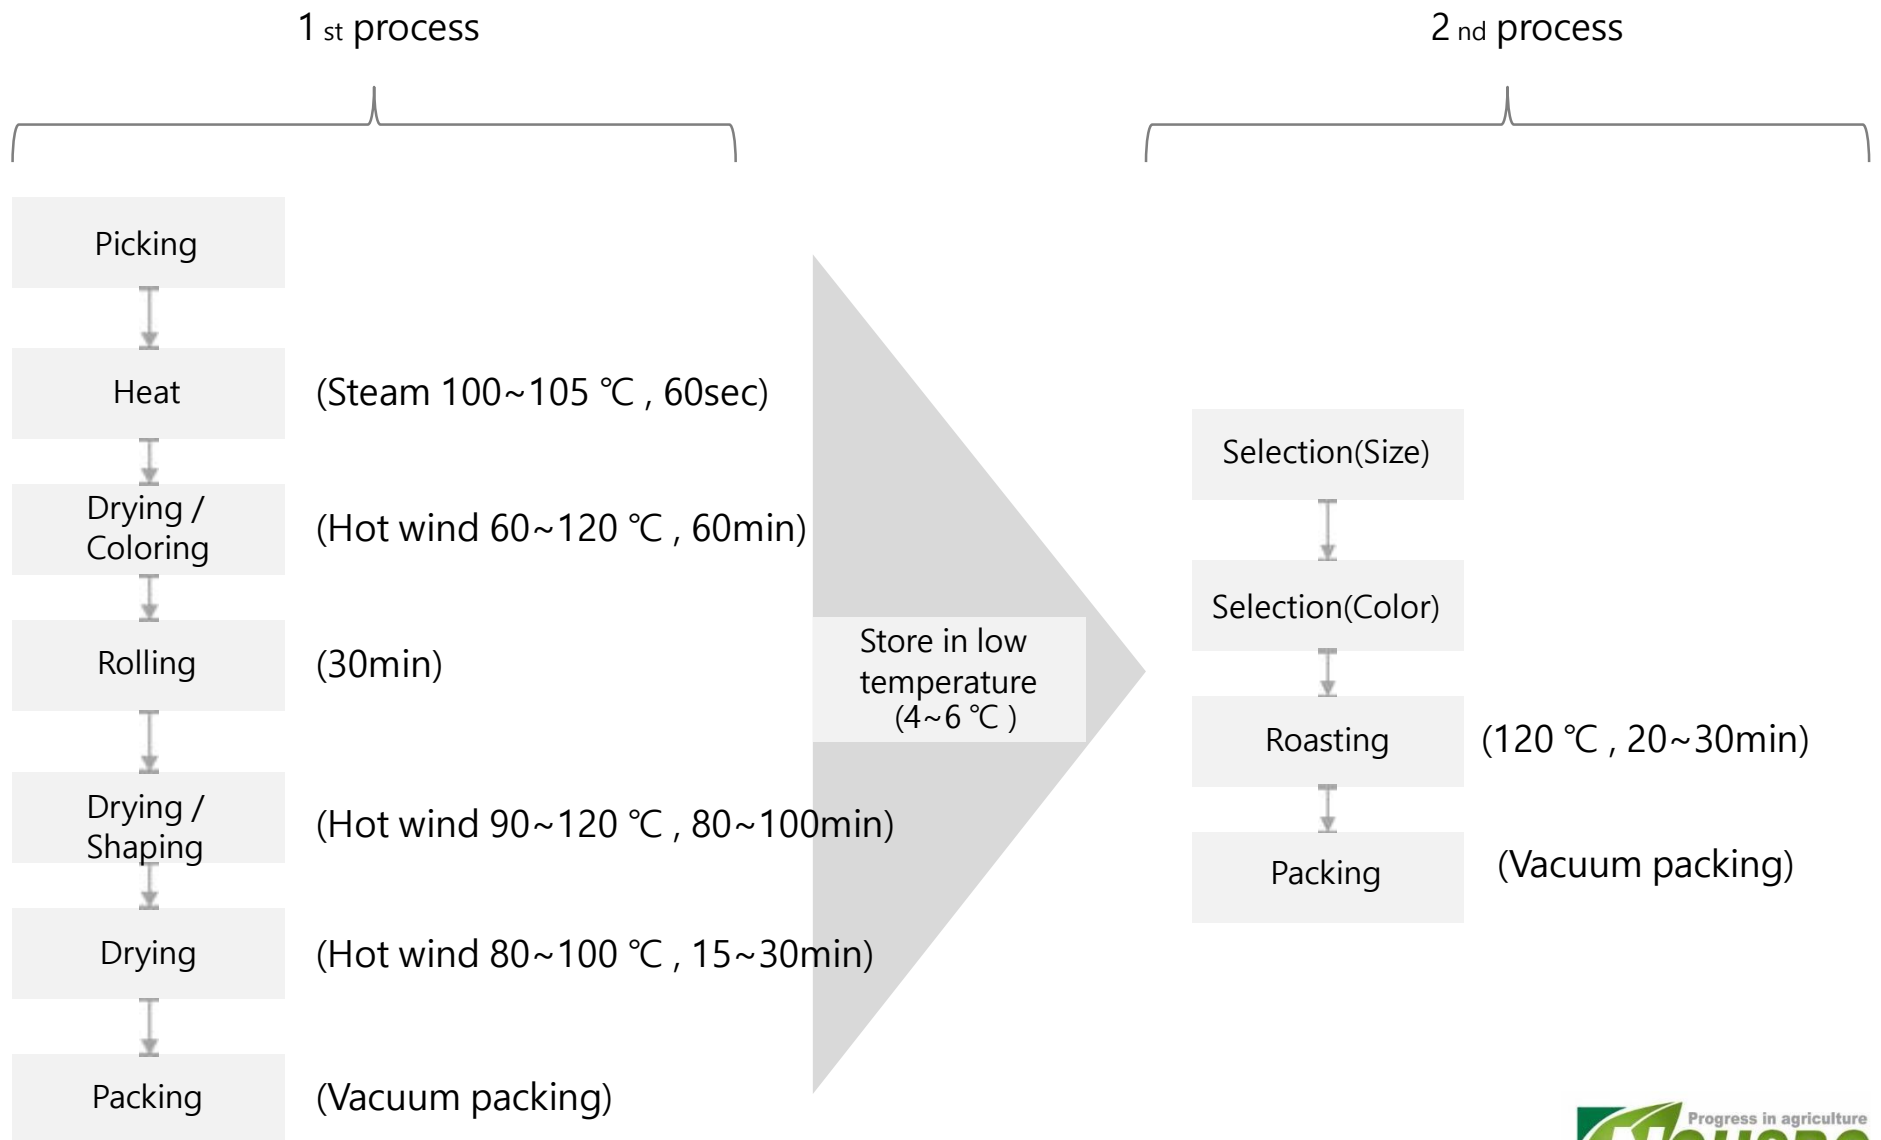 1 st process
2 nd process
Picking
Heat
(Steam 100~105 ℃ , 60sec)
Drying /
Coloring
(Hot wind 60~120 ℃ , 60min)
Rolling
(30min)
Drying /
Shaping
(Hot wind 90~120 ℃ , 80~100min)
Drying
(Hot wind 80~100 ℃ , 15~30min)
Packing
(Vacuum packing)
Store in low
temperature
(4~6 ℃ )
Selection(Size)
Selection(Color)
Roasting
(120 ℃ , 20~30min)
Packing
(Vacuum packing)
Progress in agriculture